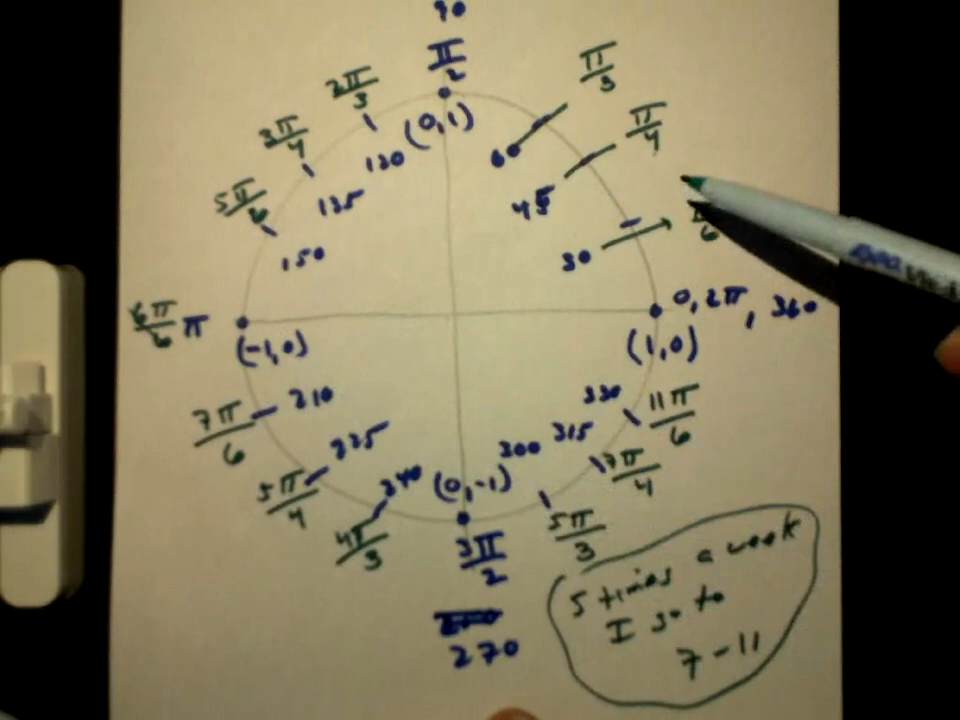 90
π/2
(0,1)
π/3
60
π/4
45
π/6
30
0, 2π, 360
(1,0)
2π/3
120
3π/4
135
5π/6
150
6π/6 π
(-1,0)
7π/6
210
5π/4
225
4π/3
240
(0,-1)
3π/2
270
300
5π/3
315
7π/4
330
11π/6
5 times a week
I go to
7-11